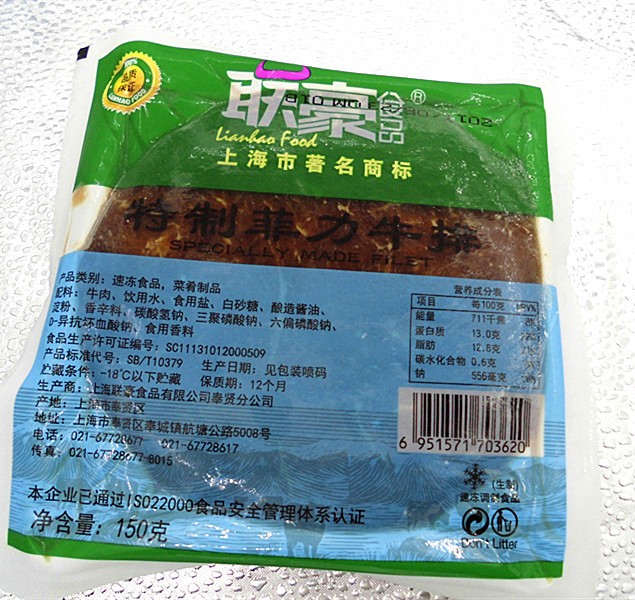 100%
品质
保证
LIANHAO FOOD
联豪食品®
Lianhao Food
上海市著名商标
特制菲力牛排
SPECIALLY MADE FILET
产品类别：速冻食品，菜肴制品
配料：牛肉、饮用水、食用盐、白砂糖、酿造酱油、
淀粉、香辛料、碳酸氢钠、三聚磷酸钠、六偏磷酸钠、
D-异抗坏血酸钠、食用香料
食品生产许可证编号：SC11131012000509
产品标准代号：SB/T10379 生产日期：见包装喷码
贮藏条件：-18℃以下贮藏 保质期：12个月
生产商：上海联豪食品有限公司奉贤分公司
产地：上海市奉贤区
地址：上海市奉贤区奉城镇航塘公路5008号
电话：021-67728677 021-67728617
传真：021-67728677-8015
营养成分表
项目 每100克 NRV%
能量 711千焦
蛋白质 13.0克
脂肪 12.8克
碳水化合物 0.6克
钠 556毫克
6 951571 703620
(生制)
速冻调制食品
Don't Litter
本企业已通过ISO22000食品安全管理体系认证
净含量：150克